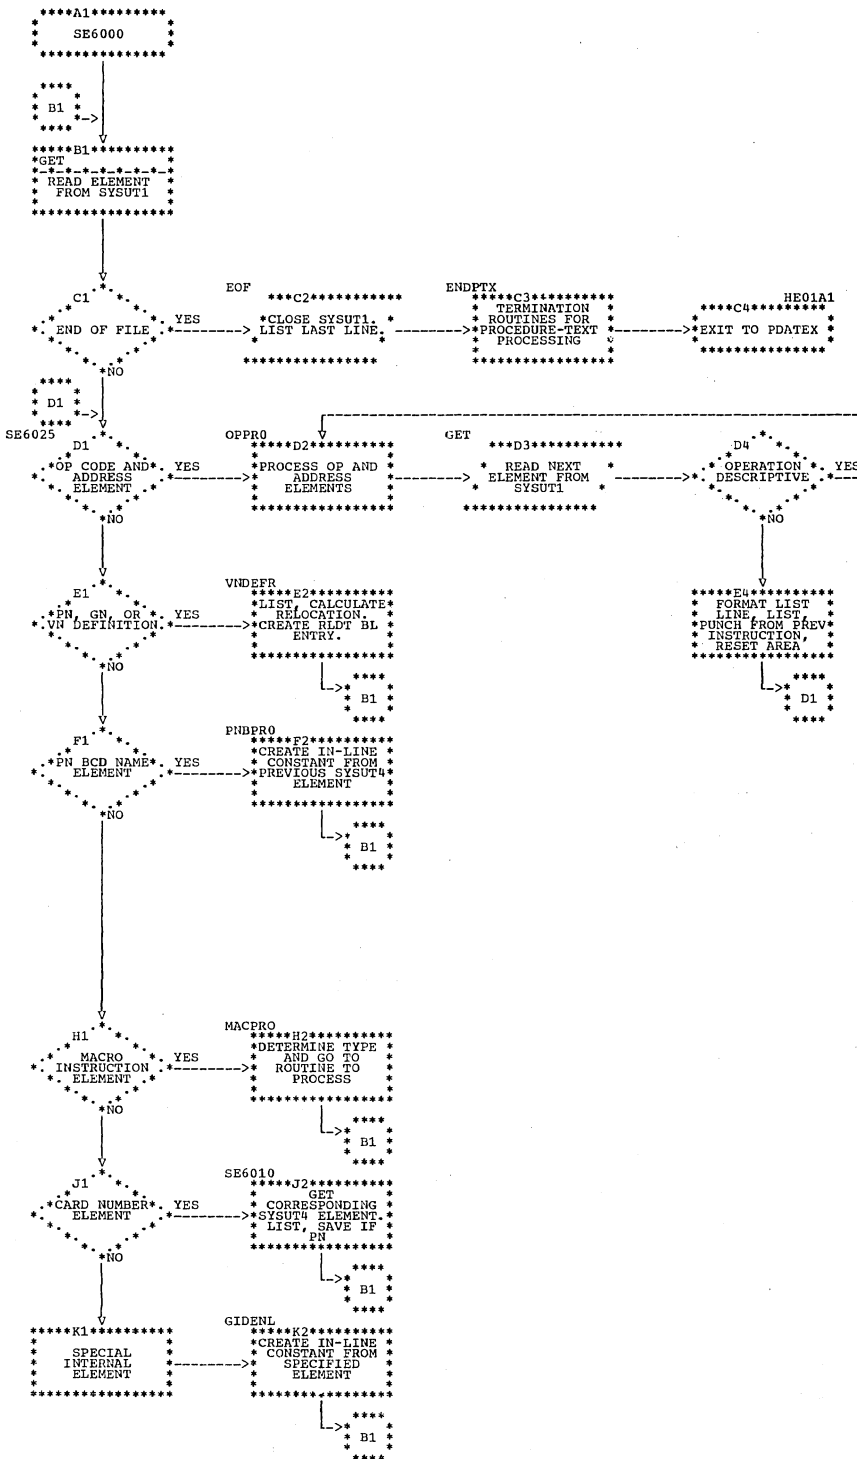 A1
SE6000
B1
B1
GET
READ ELEMENT
FROM SYSUT1
C1
END OF FILE
YES
NO
EOF
C2
CLOSE SYSUT1.
LIST LAST LINE.
ENDPTX
C3
TERMINATION
ROUTINES FOR
PROCEDURE-TEXT
PROCESSING
HE01A1
C4
EXIT TO PDATEX
D1
SE6025
D1
OP CODE AND
ADDRESS
ELEMENT
YES
NO
OPPRO
D2
PROCESS OP AND
ADDRESS
ELEMENTS
GET
D3
READ NEXT
ELEMENT FROM
SYSUT1
D4
OPERATION
DESCRIPTIVE
YES
NO
E1
PN, GN, OR
VN DEFINITION
YES
NO
VNDEFR
E2
LIST, CALCULATE
RELOCATION.
CREATE RLDT BL
ENTRY.
B1
E4
FORMAT LIST
LINE, LIST,
PUNCH FROM PREV
INSTRUCTION,
RESET AREA
D1
F1
PN BCD NAME
ELEMENT
YES
NO
PNBPRO
F2
CREATE IN-LINE
CONSTANT FROM
PREVIOUS SYSUT4
ELEMENT
B1
H1
MACRO
INSTRUCTION
ELEMENT
YES
NO
MACPRO
H2
DETERMINE TYPE
AND GO TO
ROUTINE TO
PROCESS
B1
J1
CARD NUMBER
ELEMENT
YES
NO
SE6010
J2
GET
CORRESPONDING
SYSUT4 ELEMENT.
LIST, SAVE IF
PN
B1
K1
SPECIAL
INTERNAL
ELEMENT
GIDENL
K2
CREATE IN-LINE
CONSTANT FROM
SPECIFIED
ELEMENT
B1